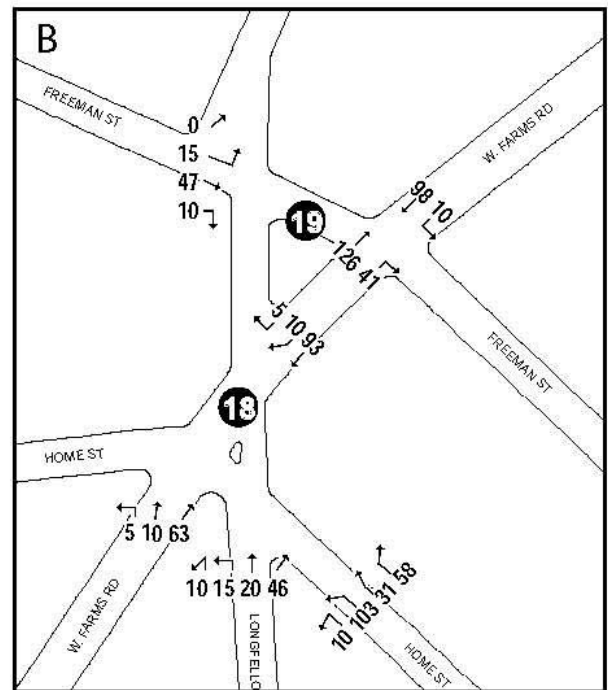 B
FREEMAN ST
W. FARMS RD
0
15
47
10
98 10
19
126 41
5 10 93
FREEMAN ST
18
HOME ST
5 10 63
10 15 20 46
10 103 31 58
W. FARMS RD
LONGFELLO
HOME ST